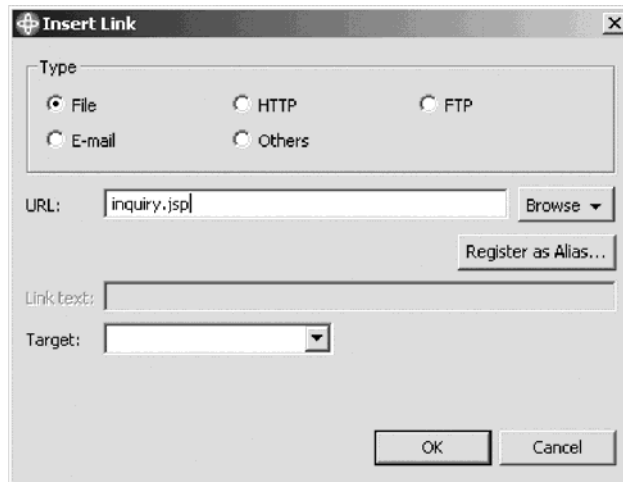 Insert Link
Type
File HTTP FTP
E-mail Others
URL: inquiry.jsp Browse
Register as Alias...
Link text:
Target:
OK Cancel